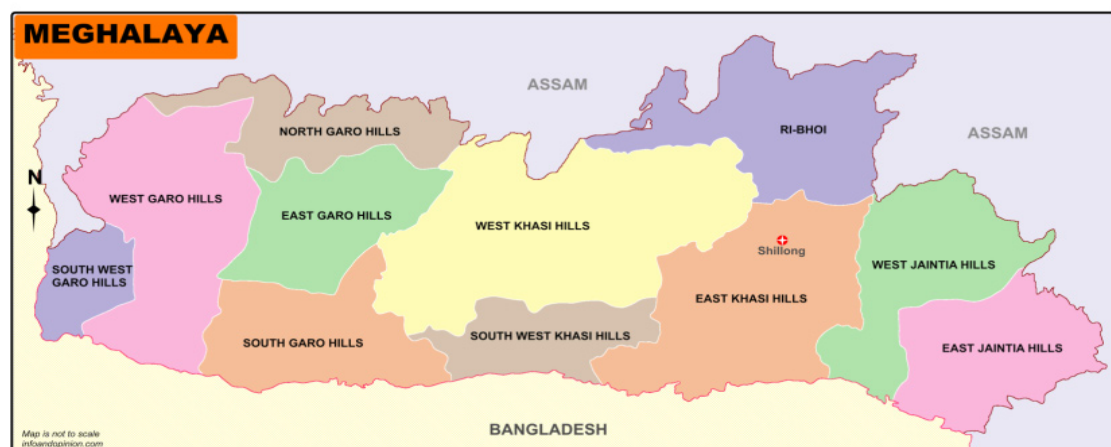 MEGHALAYA
ASSAM
NORTH GARO HILLS
RI-BHOI
ASSAM
N
WEST GARO HILLS
EAST GARO HILLS
WEST KHASI HILLS
Shillong
SOUTH WEST
GARO HILLS
WEST JAINTIA HILLS
EAST KHASI HILLS
SOUTH GARO HILLS
SOUTH WEST KHASI HILLS
EAST JAINTIA HILLS
BANGLADESH
Map is not to scale
infoandopinion.com